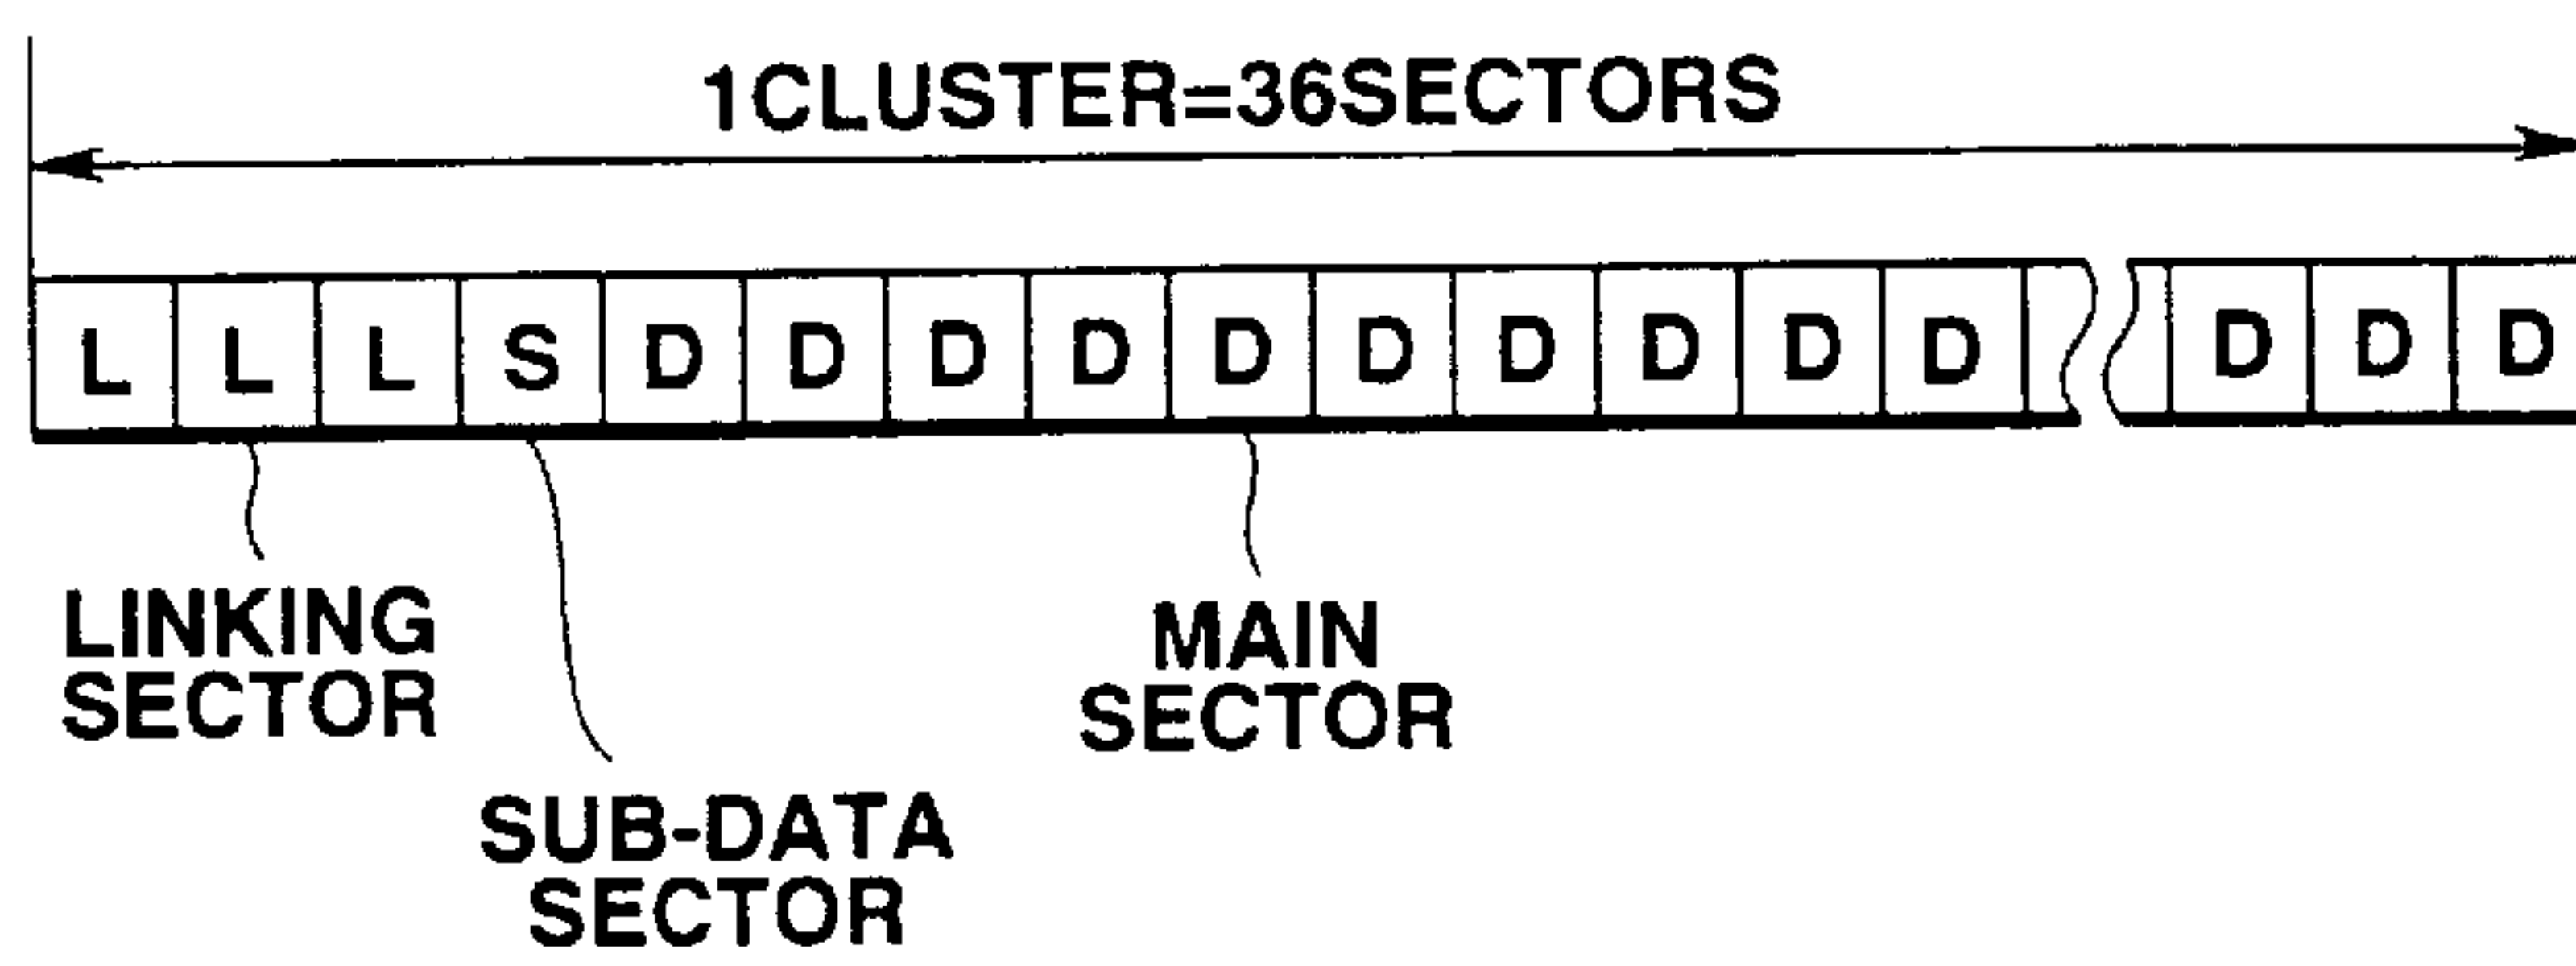 1CLUSTER=36SECTORS
L L L S D D D D D D D D D D D D D
LINKING
SECTOR
MAIN
SECTOR
SUB-DATA
SECTOR